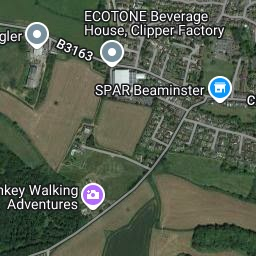 ECOTONE Beverage
House, Clipper Factory
gler
B3163
SPAR Beaminster
C
nkey Walking
Adventures